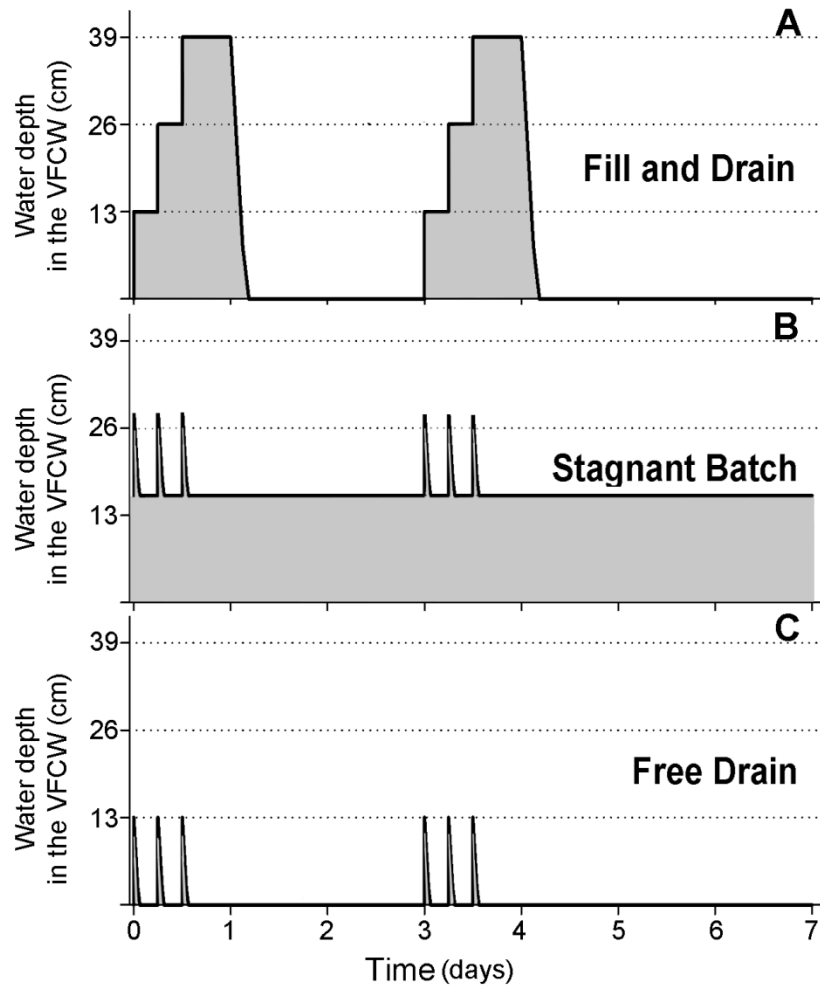 A
Water depth
in the VFCW (cm)
39
26
13
Fill and Drain
B
Water depth
in the VFCW (cm)
39
26
13
Stagnant Batch
C
Water depth
in the VFCW (cm)
39
26
13
Free Drain
0 1 2 3 4 5 6 7
Time (days)